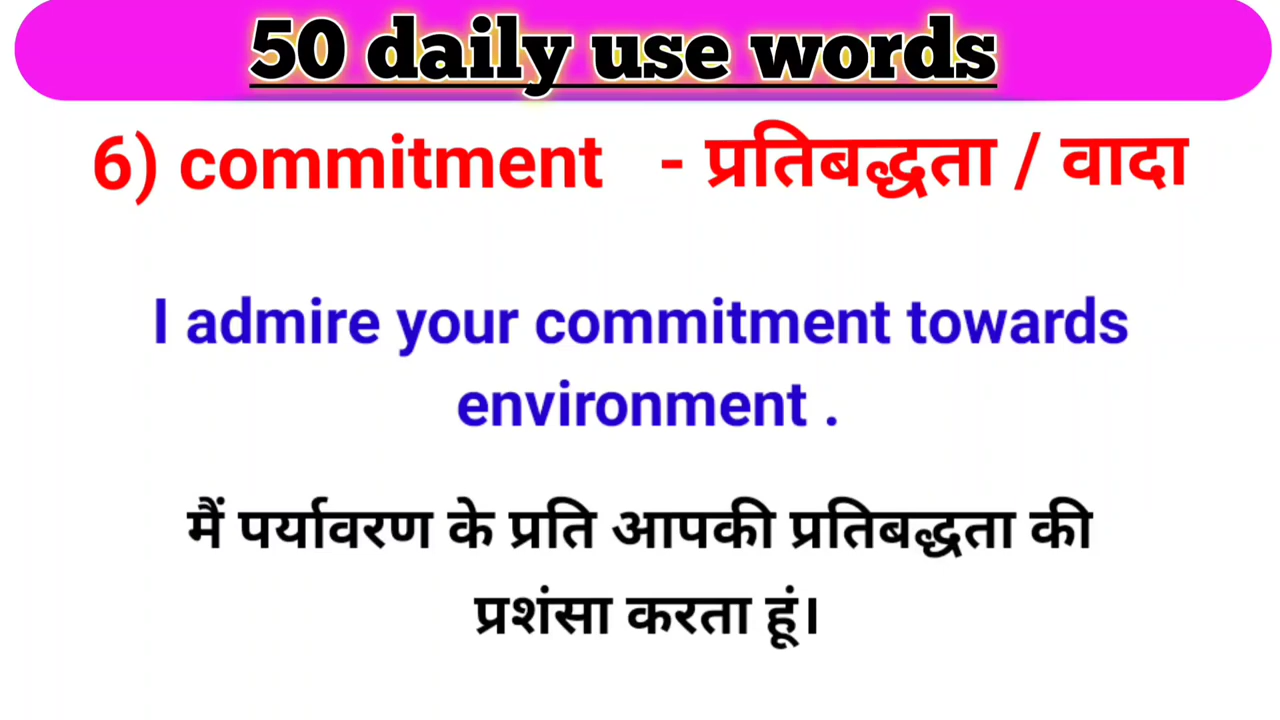 50 daily use words
6) commitment - प्रतिबद्धता / वादा
I admire your commitment towards
environment .
मैं पर्यावरण के प्रति आपकी प्रतिबद्धता की
प्रशंसा करता हूं।